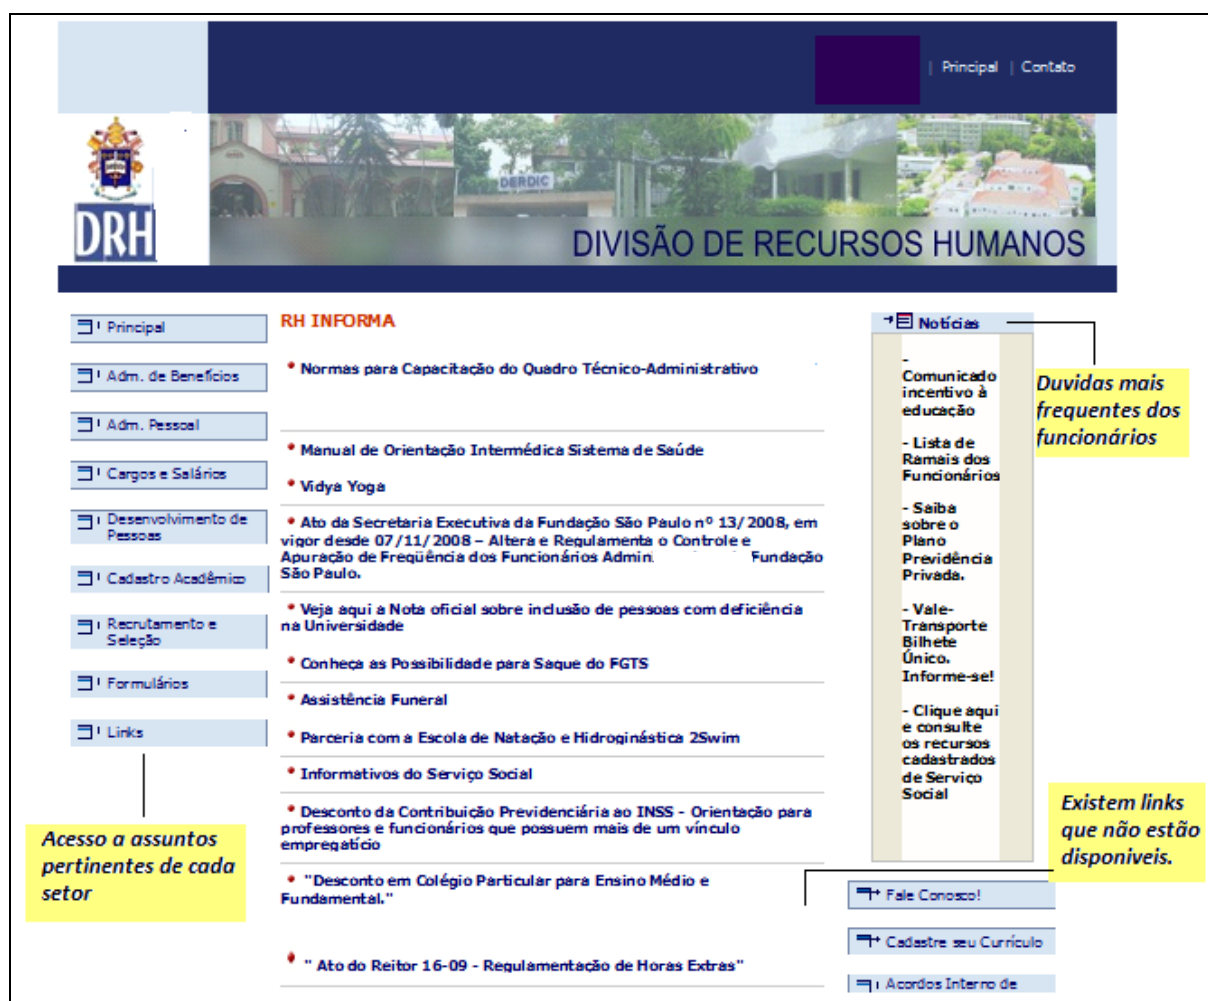 | Principal | Contato
DERDIC
DRH
DIVISÃO DE RECURSOS HUMANOS
Principal
Adm. de Benefícios
Adm. Pessoal
Cargos e Salários
Desenvolvimento de
Pessoas
Cadastro Acadêmico
Recrutamento e
Seleção
Formulários
Links
Acesso a assuntos
pertinentes de cada
setor
RH INFORMA
Normas para Capacitação do Quadro Técnico-Administrativo
Manual de Orientação Intermédica Sistema de Saúde
Vidya Yoga
Ato da Secretaria Executiva da Fundação São Paulo nº 13/2008, em
vigor desde 07/11/2008 – Altera e Regulamenta o Controle e
Apuração de Freqüência dos Funcionários Admini Fundação
São Paulo.
Veja aqui a Nota oficial sobre inclusão de pessoas com deficiência
na Universidade
Conheça as Possibilidade para Saque do FGTS
Assistência Funeral
Parceria com a Escola de Natação e Hidroginástica 2Swim
Informativos do Serviço Social
Desconto da Contribuição Previdenciária ao INSS - Orientação para
professores e funcionários que possuem mais de um vínculo
empregatício
"Desconto em Colégio Particular para Ensino Médio e
Fundamental."
" Ato do Reitor 16-09 - Regulamentação de Horas Extras"
Notícias
-
Comunicado
incentivo à
educação
- Lista de
Ramais dos
Funcionários
- Saiba
sobre o
Plano
Previdência
Privada.
- Vale-
Transporte
Bilhete
Único.
Informe-se!
- Clique aqui
e consulte
os recursos
cadastrados
de Serviço
Social
Duvidas mais
frequentes dos
funcionários
Existem links
que não estão
disponiveis.
Fale Conosco!
Cadastre seu Currículo
Acordos Interno de